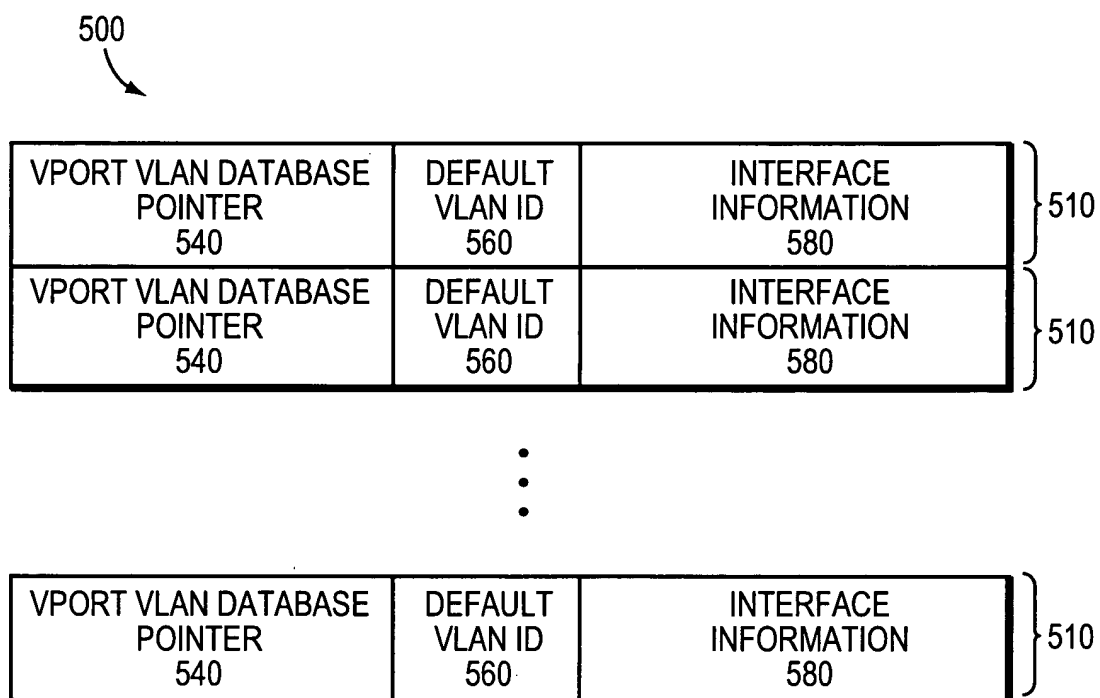 500
VPORT VLAN DATABASE
POINTER
540
DEFAULT
VLAN ID
560
INTERFACE
INFORMATION
580
510
VPORT VLAN DATABASE
POINTER
540
DEFAULT
VLAN ID
560
INTERFACE
INFORMATION
580
510
VPORT VLAN DATABASE
POINTER
540
DEFAULT
VLAN ID
560
INTERFACE
INFORMATION
580
510